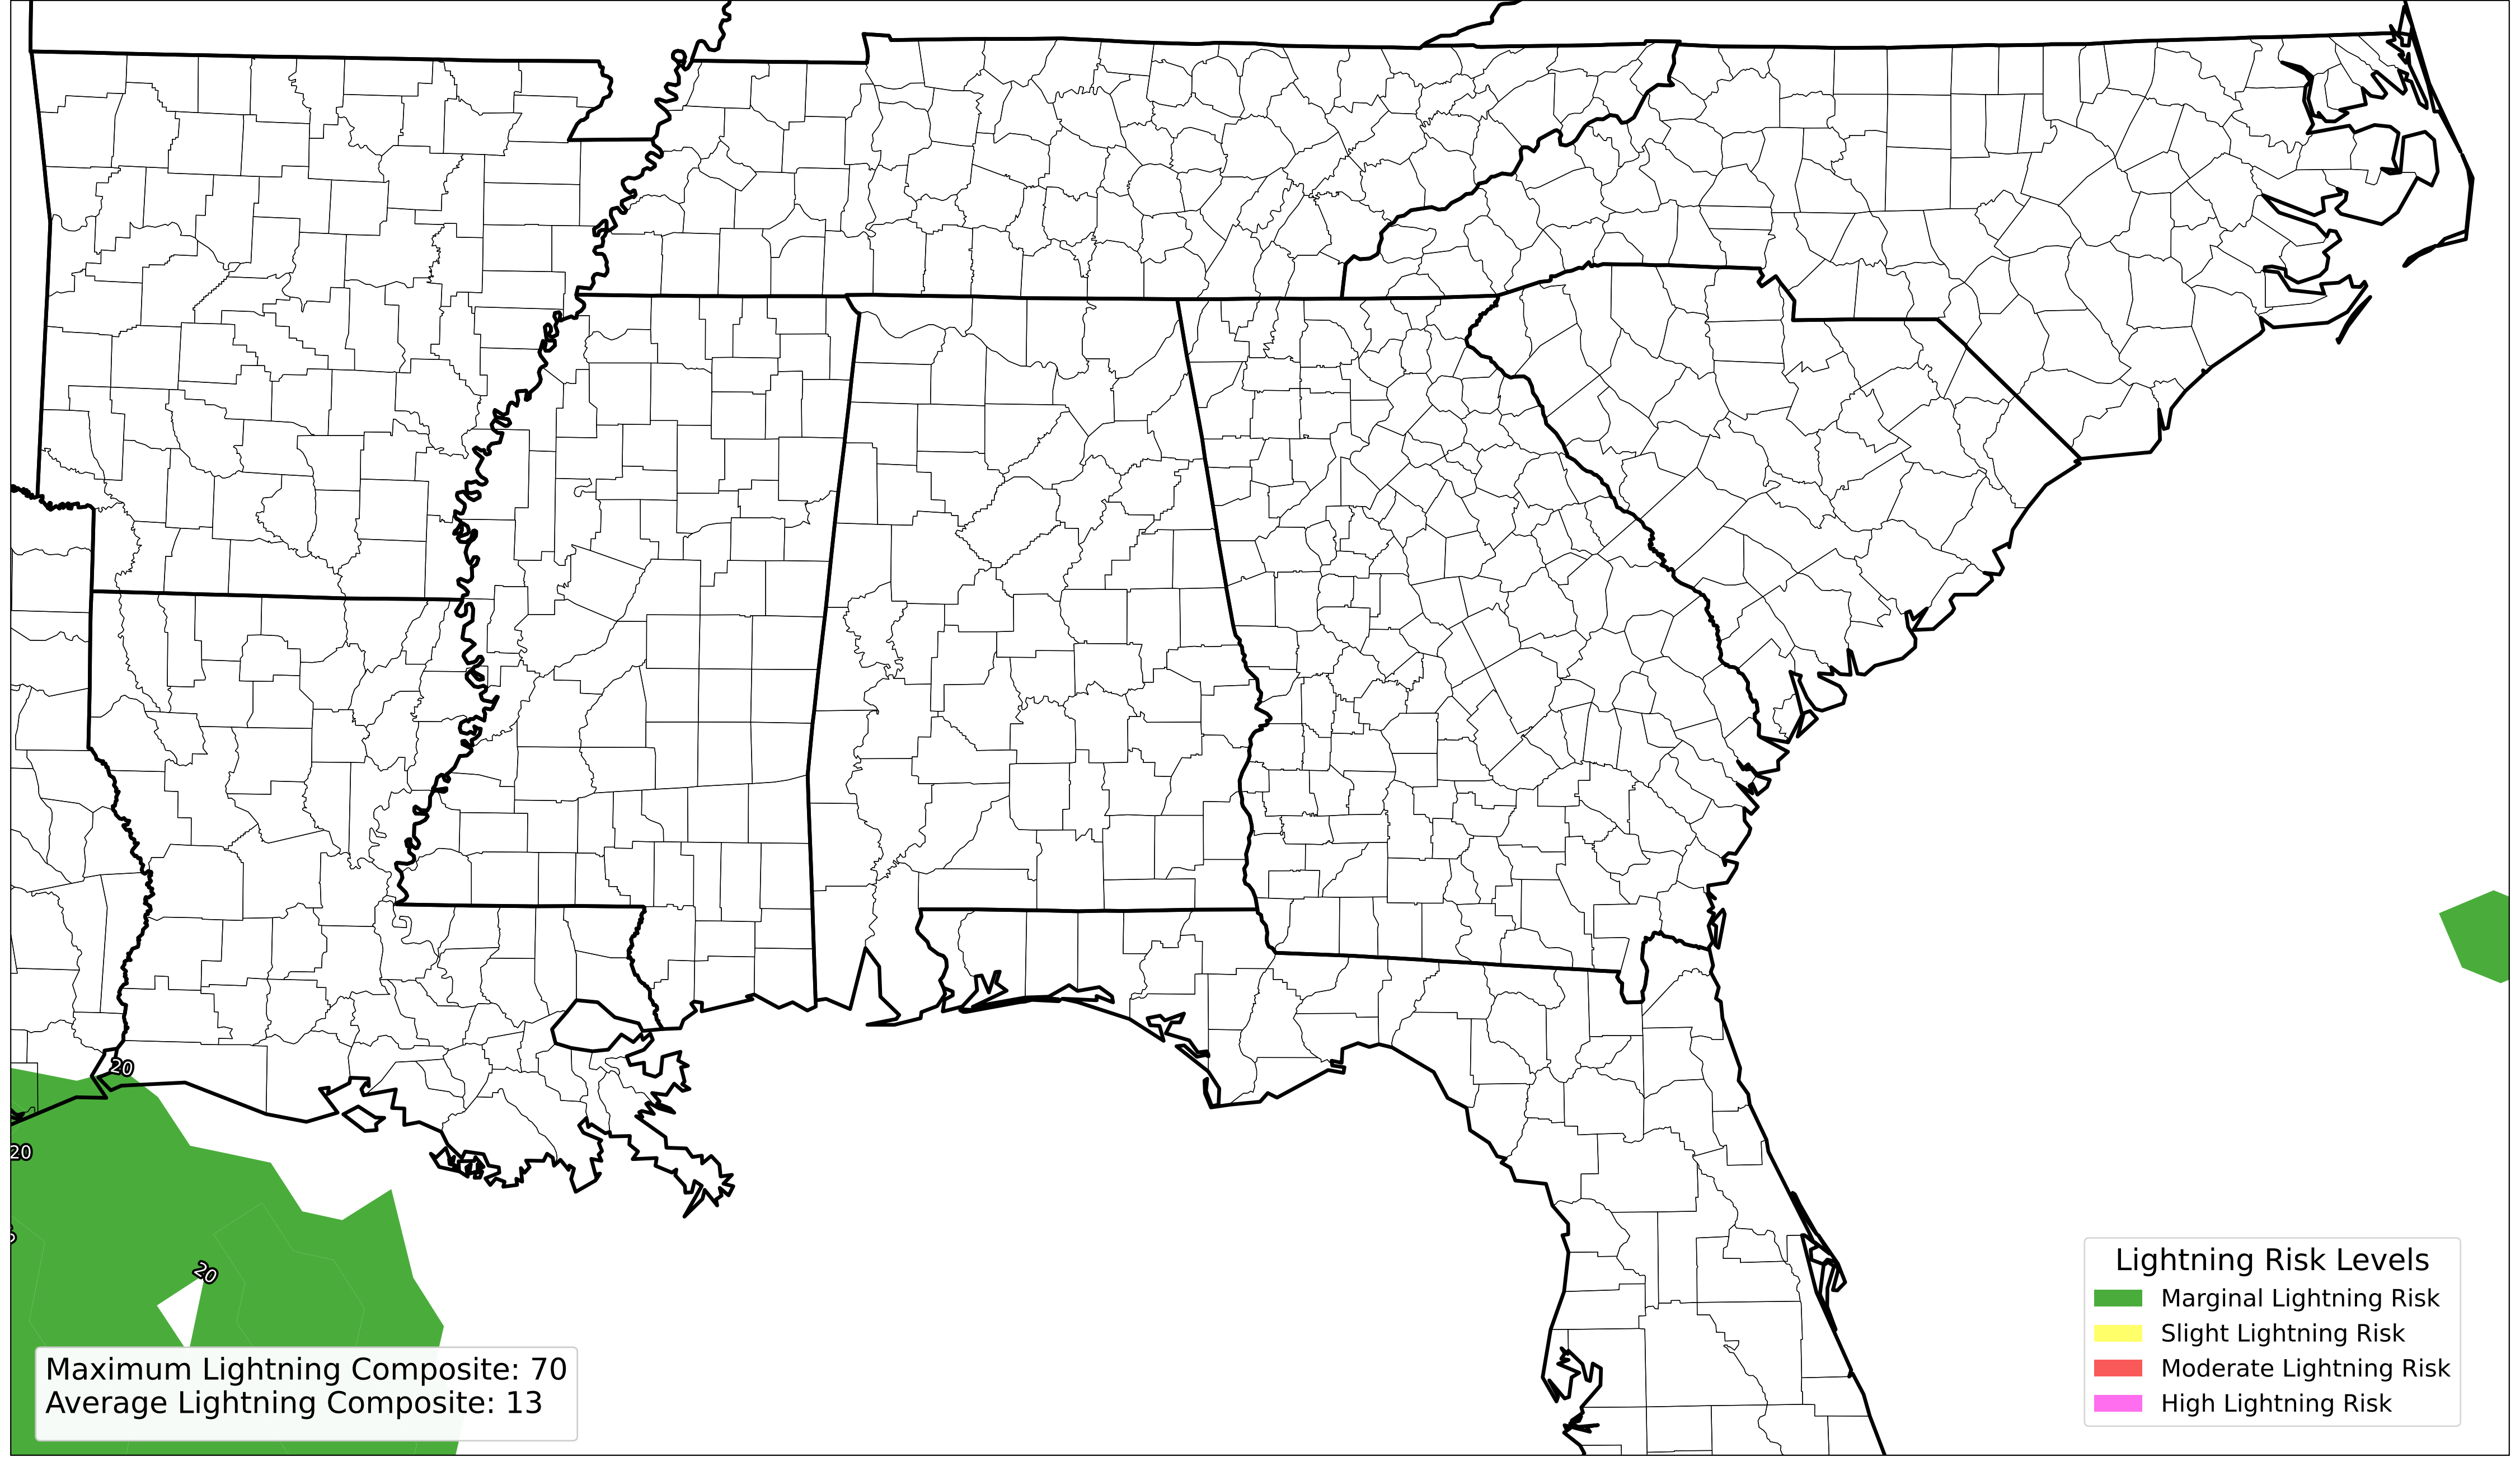 20
20
20
Lightning Risk Levels
Marginal Lightning Risk
Slight Lightning Risk
Moderate Lightning Risk
High Lightning Risk
Maximum Lightning Composite: 70
Average Lightning Composite: 13